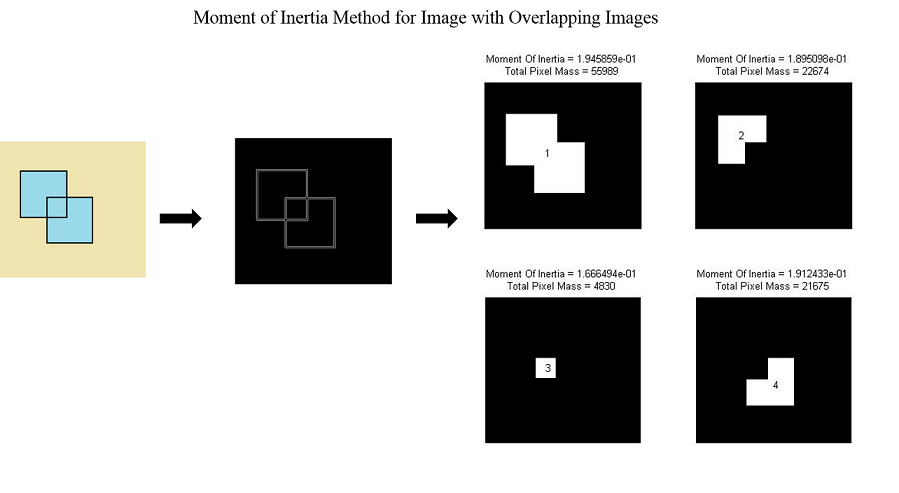 Moment of Inertia Method for Image with Overlapping Images
Moment Of Inertia = 1.945859e-01
Total Pixel Mass = 55989
1
Moment Of Inertia = 1.895098e-01
Total Pixel Mass = 22674
2
Moment Of Inertia = 1.666494e-01
Total Pixel Mass = 4830
3
Moment Of Inertia = 1.912433e-01
Total Pixel Mass = 21675
4